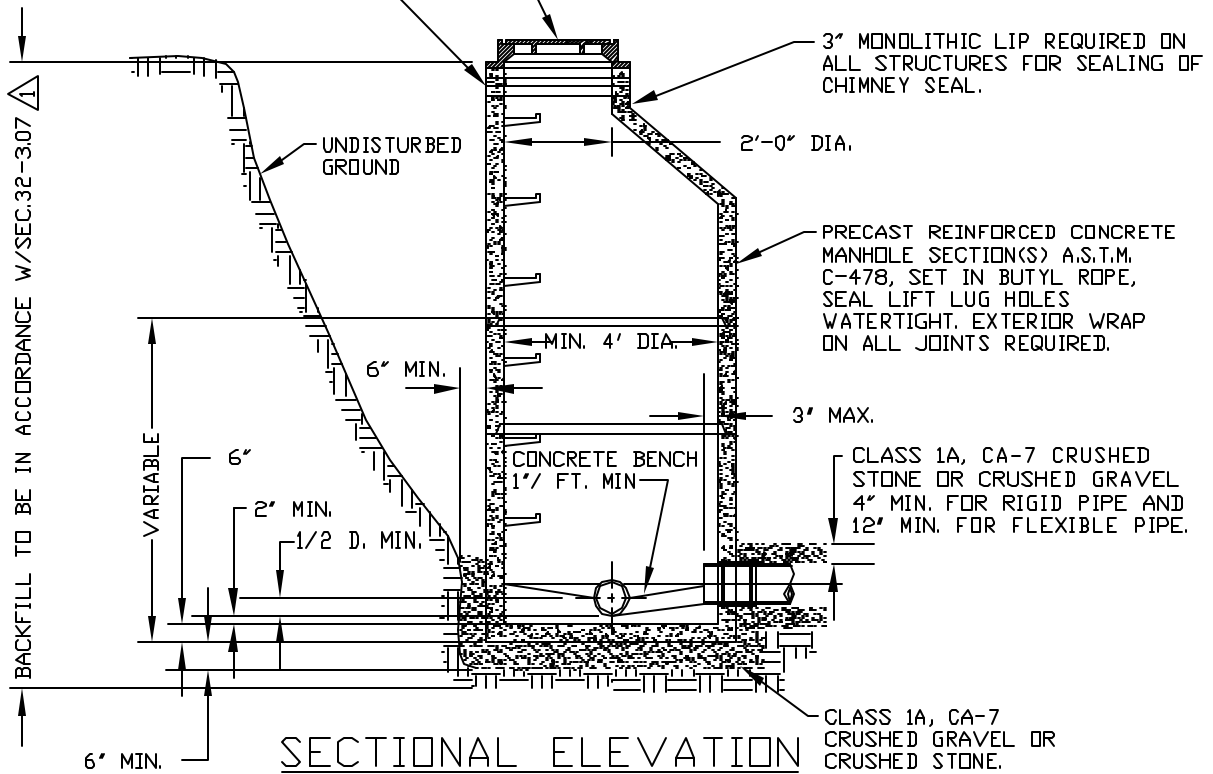 3" MONOLITHIC LIP REQUIRED ON
ALL STRUCTURES FOR SEALING OF
CHIMNEY SEAL.
BACKFILL TO BE IN ACCORDANCE W/SEC.32-3.07 1
UNDISTURBED
GROUND
2'-0" DIA.
PRECAST REINFORCED CONCRETE
MANHOLE SECTION(S) A.S.T.M.
C-478, SET IN BUTYL ROPE,
SEAL LIFT LUG HOLES
WATERTIGHT. EXTERIOR WRAP
ON ALL JOINTS REQUIRED.
MIN. 4' DIA.
6" MIN.
3" MAX.
VARIABLE
6"
CONCRETE BENCH
1"/ FT. MIN
CLASS 1A, CA-7 CRUSHED
STONE OR CRUSHED GRAVEL
4" MIN. FOR RIGID PIPE AND
12" MIN. FOR FLEXIBLE PIPE.
2" MIN.
1/2 D. MIN.
CLASS 1A, CA-7
CRUSHED GRAVEL OR
CRUSHED STONE.
6" MIN.
SECTIONAL ELEVATION